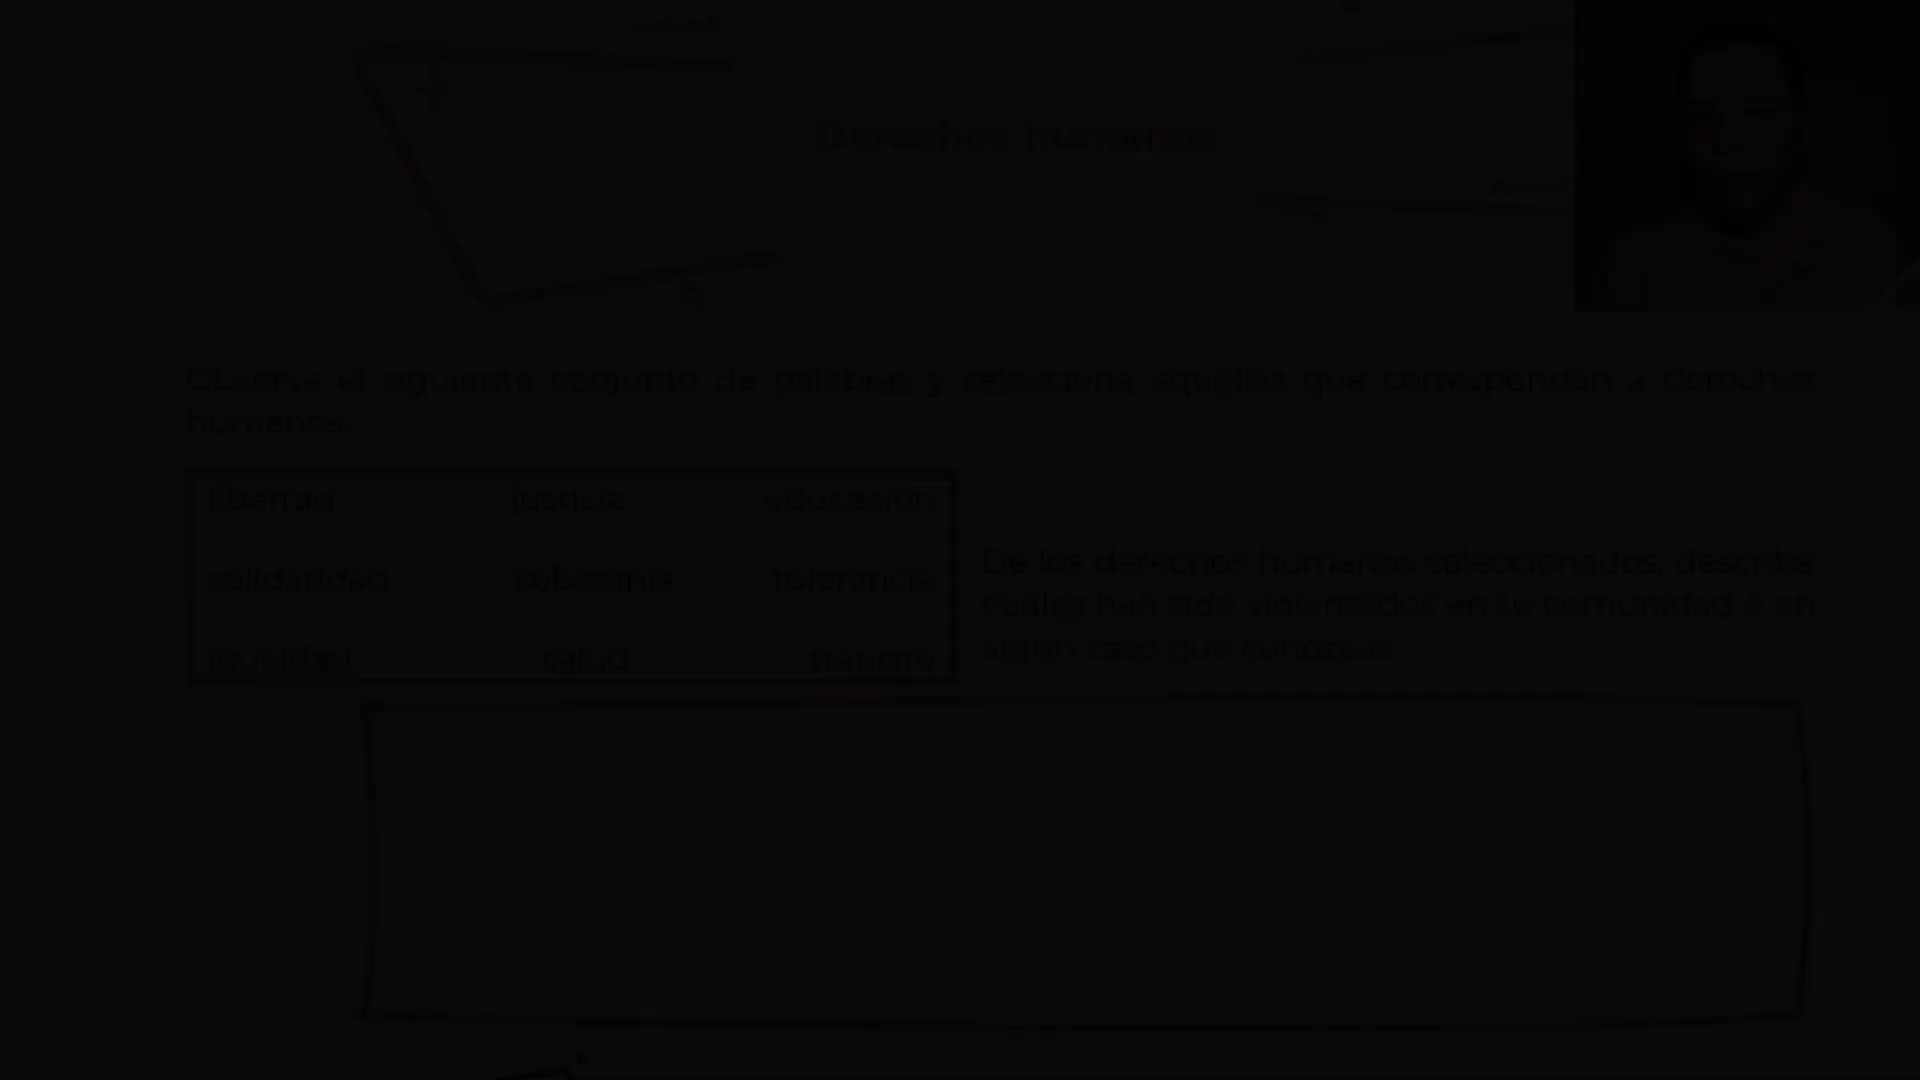 Derechos humanos
Observa el siguiente conjunto de palabras y selecciona aquellas que correspondan a derechos
humanos.
libertad justicia educación
solidaridad soberanía tolerancia
igualdad salud tránsito
De los derechos humanos seleccionados, describe
cuáles han sido violentados en tu comunidad o en
algún caso que conozcas.